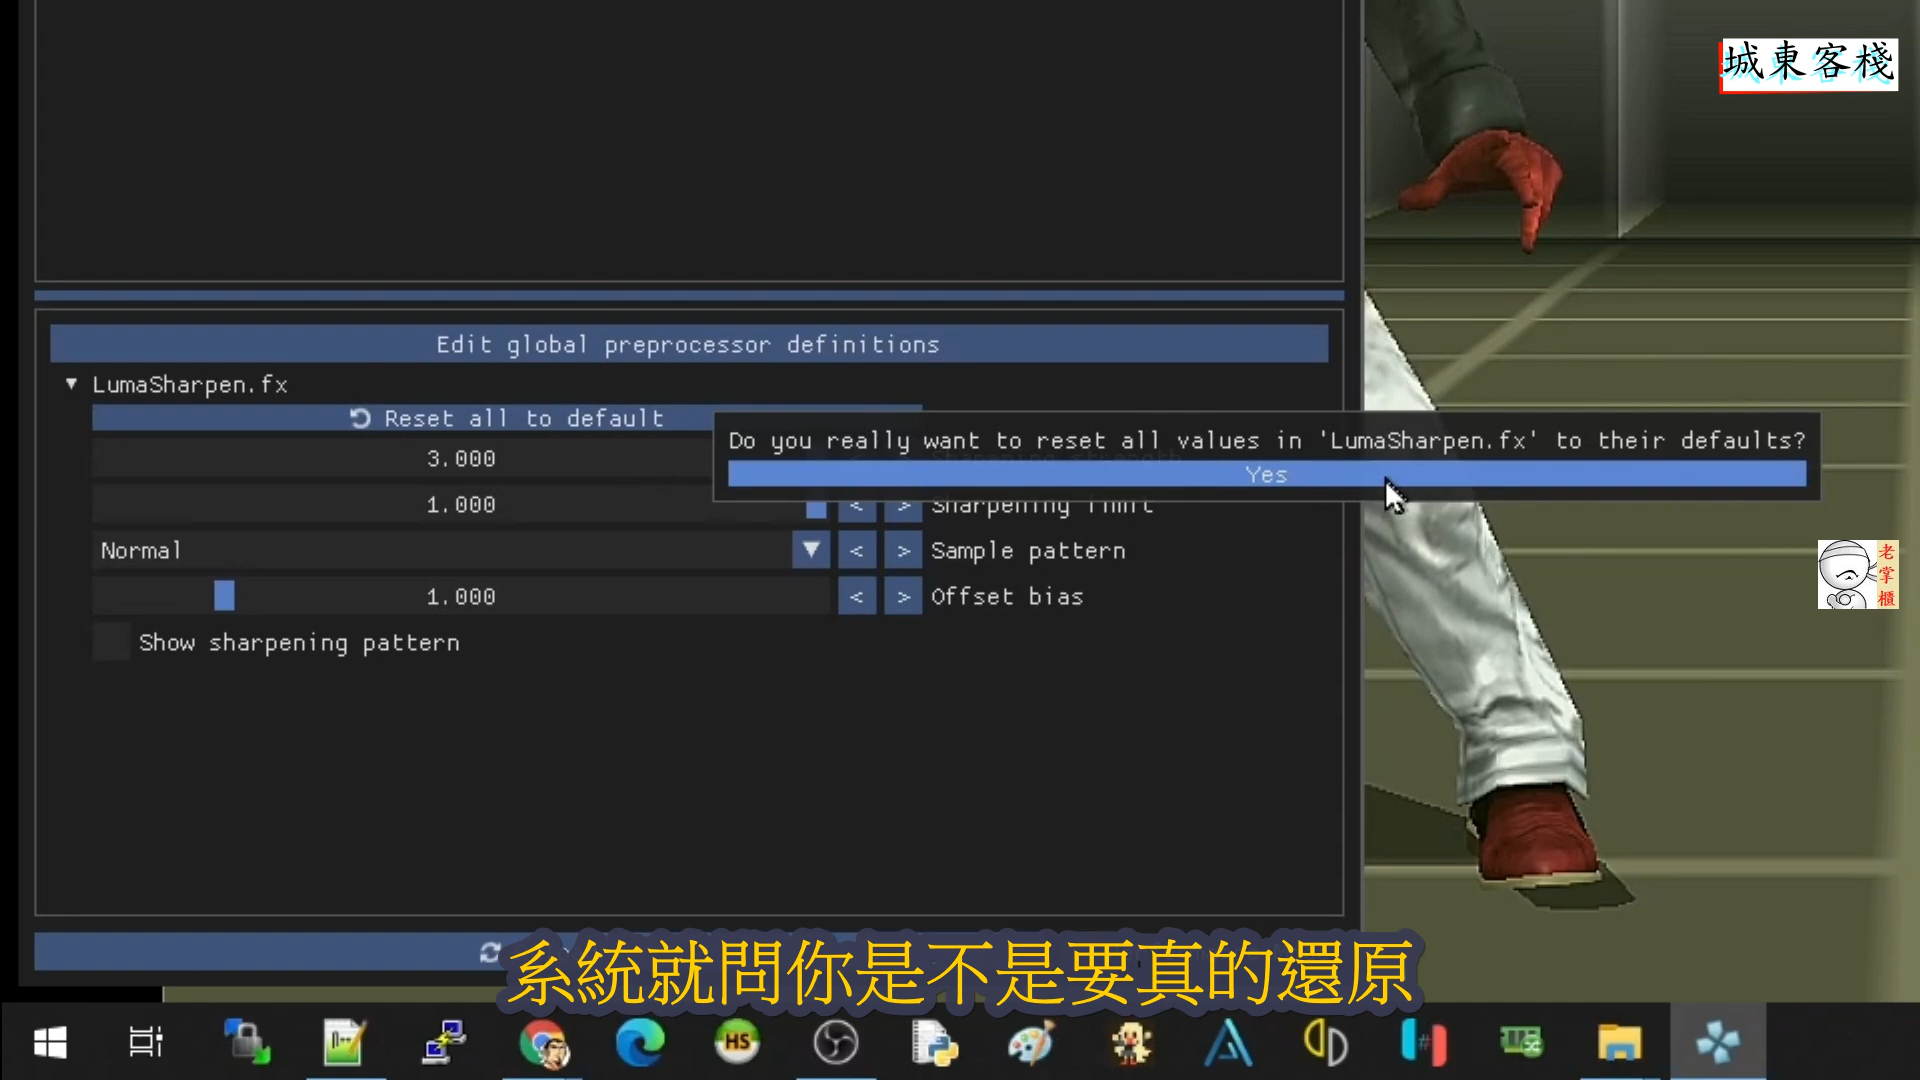 城東客棧
Edit global preprocessor definitions
LumaSharpen.fx
Reset all to default
Do you really want to reset all values in 'LumaSharpen.fx' to their defaults?
Yes
3.000
1.000 < > Sharpening limit
Normal < > Sample pattern
1.000 < > Offset bias
Show sharpening pattern
老掌櫃
系統就問你是不是要真的還原
HS